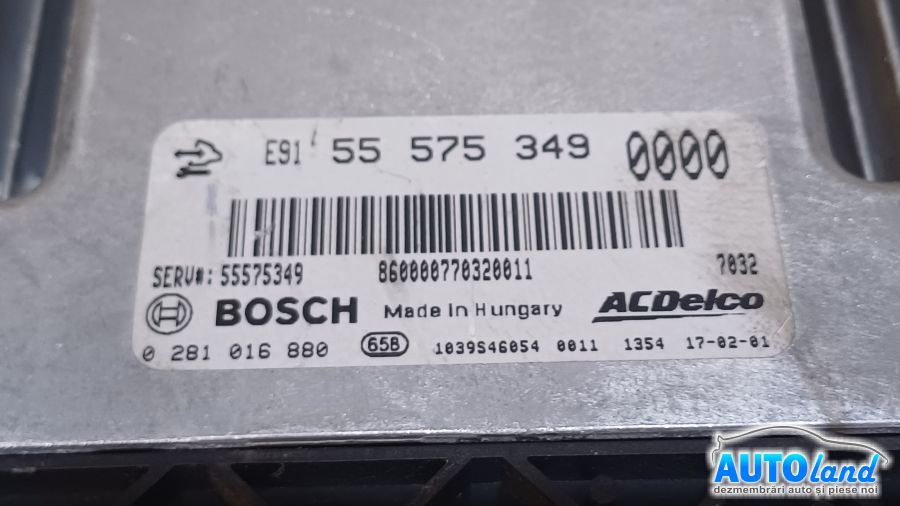 E91 55 575 349 0000
SERV#: 55575349 860000770320011 7032
BOSCH Made in Hungary ACDelco
0 281 016 880 65B 1039S46054 0011 1354 17-02-01
AUTOland
dezmembrări auto și piese noi